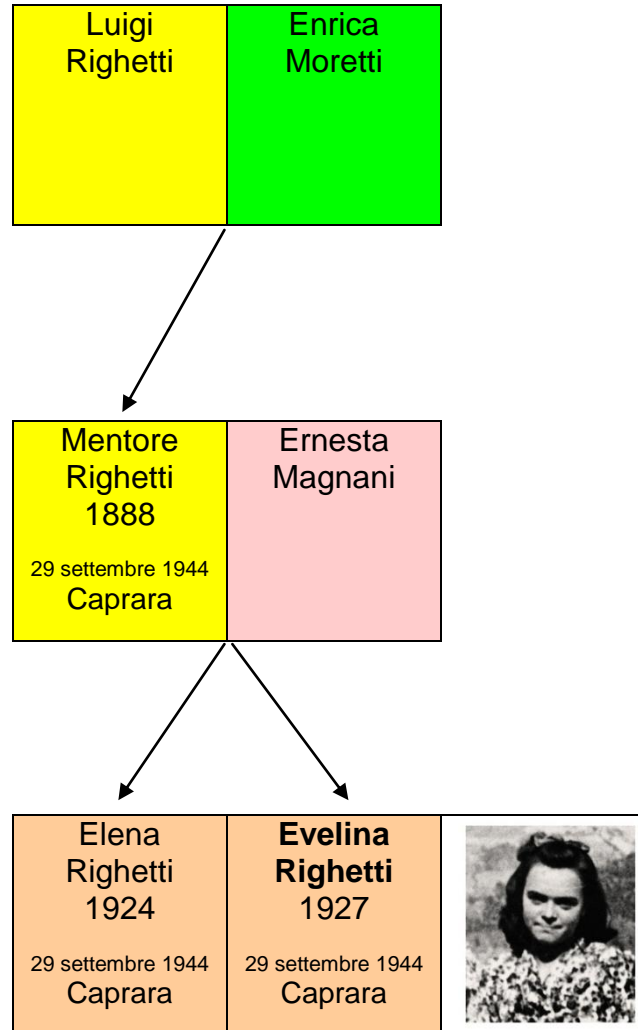 Luigi
Righetti
Enrica
Moretti
Mentore
Righetti
1888
29 settembre 1944
Caprara
Ernesta
Magnani
Elena
Righetti
1924
29 settembre 1944
Caprara
Evelina
Righetti
1927
29 settembre 1944
Caprara